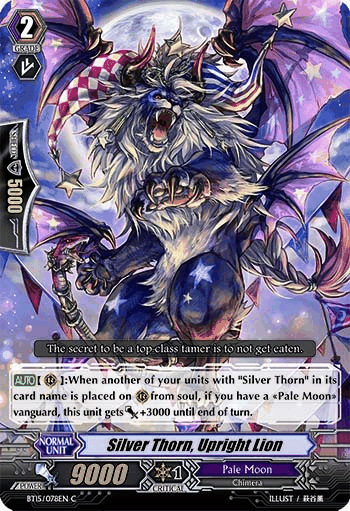 2
GRADE
5000
SHIELD
The secret to be a top-class tamer is to not get eaten.
AUTO [ ]:When another of your units with "Silver Thorn" in its
card name is placed on from soul, if you have a «Pale Moon»
vanguard, this unit gets +3000 until end of turn.
NORMAL
UNIT
Silver Thorn, Upright Lion
POWER
9000
1
CRITICAL
Pale Moon
Chimera
BT15/078EN C
ILLUST / 萩谷薫